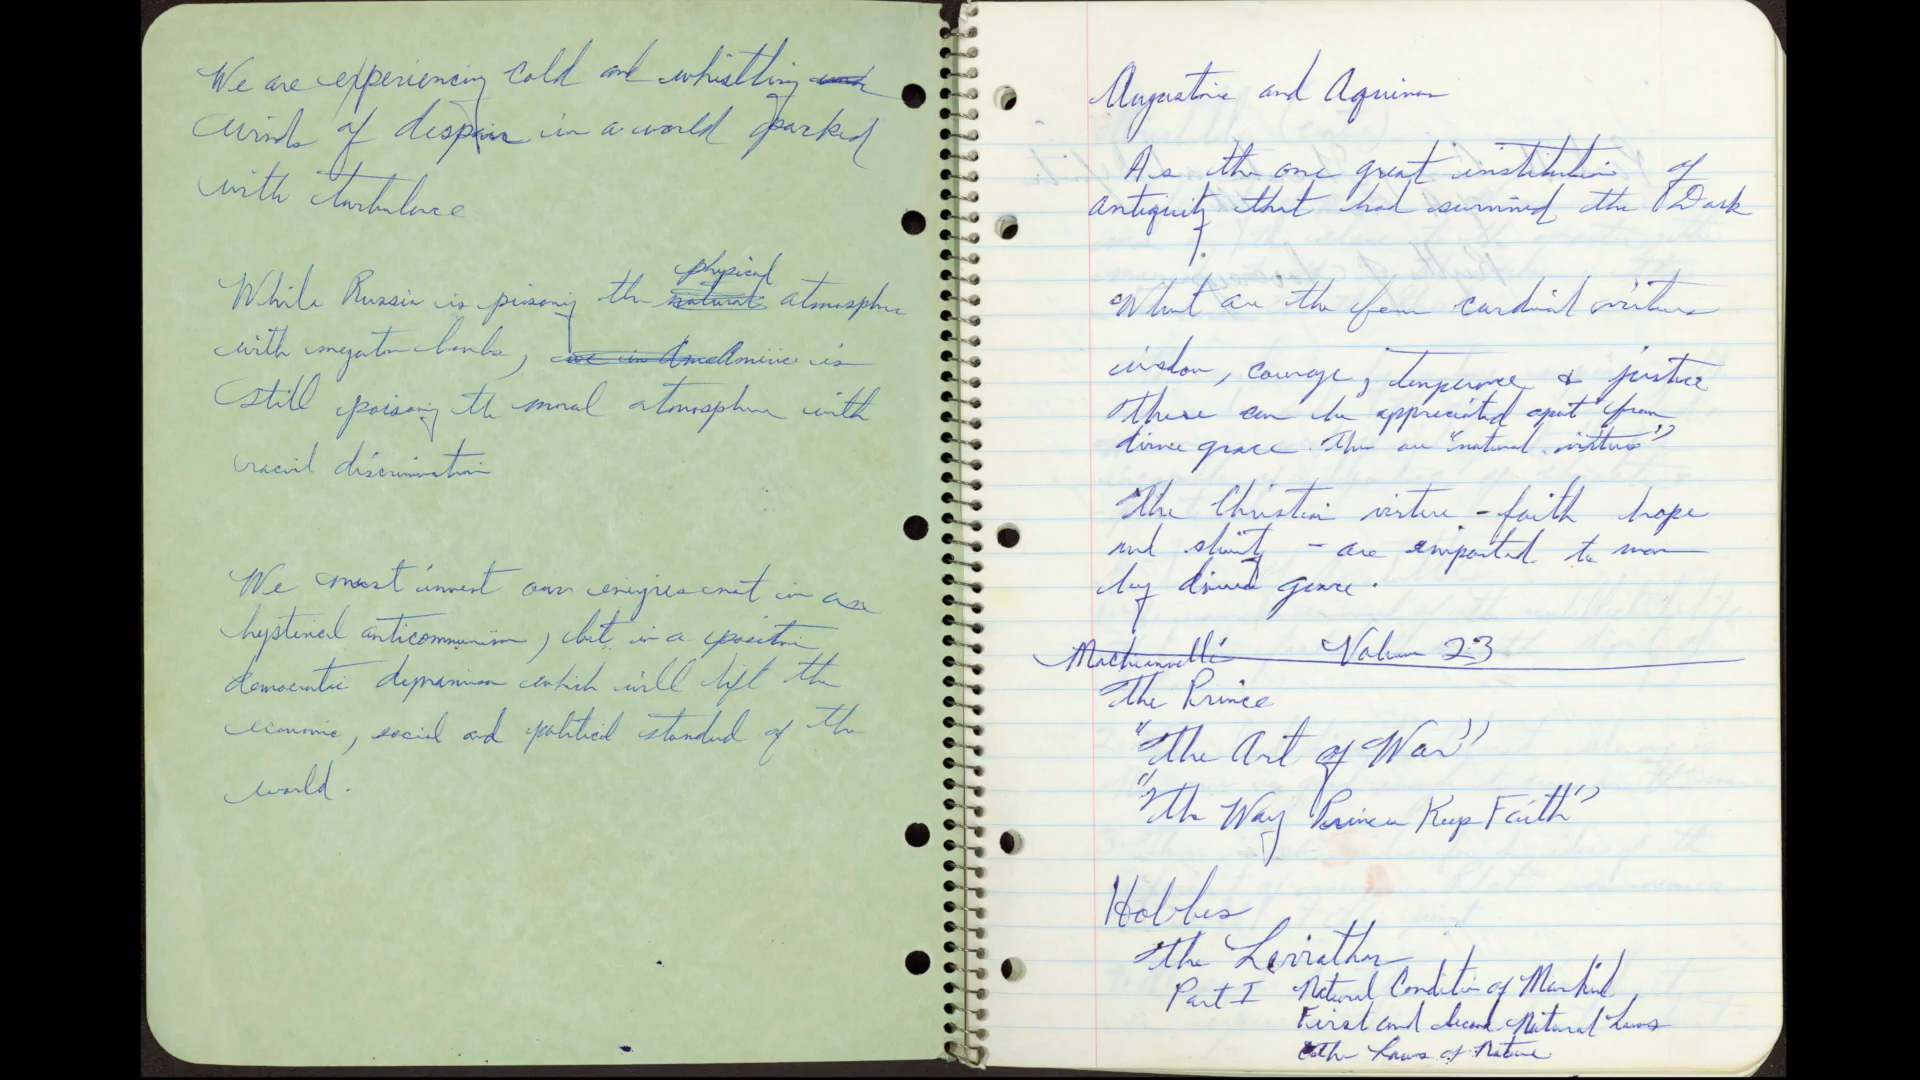 We are experiencing cold and whistling
winds of despair in a world sparked
with turbulence
While Russia is poisoning the natural physical atmosphere
with megaton bombs, we in Ame America is
still poisoning the moral atmosphere with
racial discrimination
We must invest our energies not in a
hysterical anticommunism, but in a positive
democratic which will lift the
economic, social and political standard of the
world.
Augustine and Aquinas
As the one great institution of
antiquity that had survived the Dark
What are the four cardinal virtues
wisdom, courage, temperance & justice
These can be appreciated apart from
divine grace. They are "natural virtues"
The Christian virtue - faith hope
and charity - are imparted to man
by divine grace.
Machiavelli Volume 23
The Prince
"The Art of War"
"The Way Princes Keep Faith"
Hobbes
The Leviathan
Part I Natural Condition of Mankind
First and Second Natural Laws
other Laws of Nature